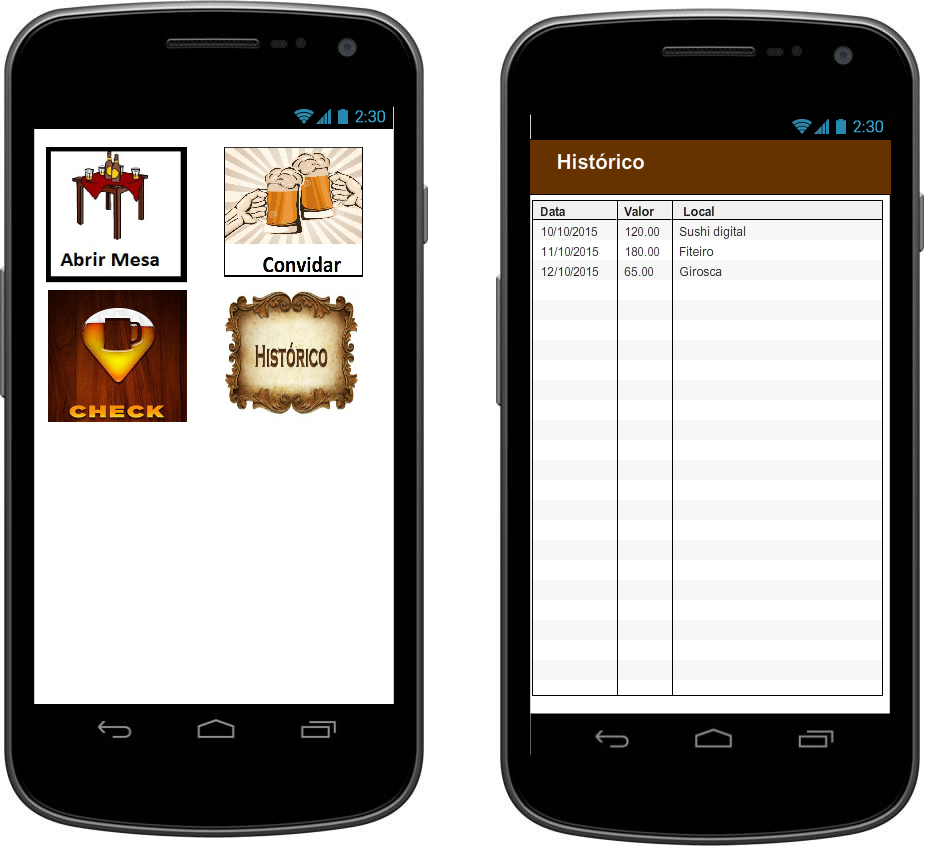 2:30
Abrir Mesa
Convidar
CHECK
HISTÓRICO
2:30
Histórico
Data Valor Local
10/10/2015 120.00 Sushi digital
11/10/2015 180.00 Fiteiro
12/10/2015 65.00 Girosca